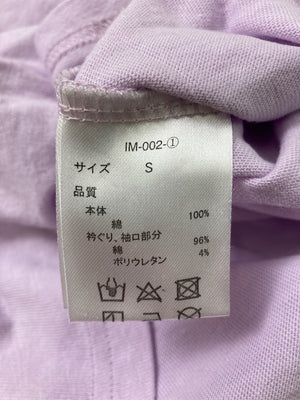 IM-002-①
サイズ S
品質
本体
綿 100%
衿ぐり、袖口部分
綿 96%
ポリウレタン 4%